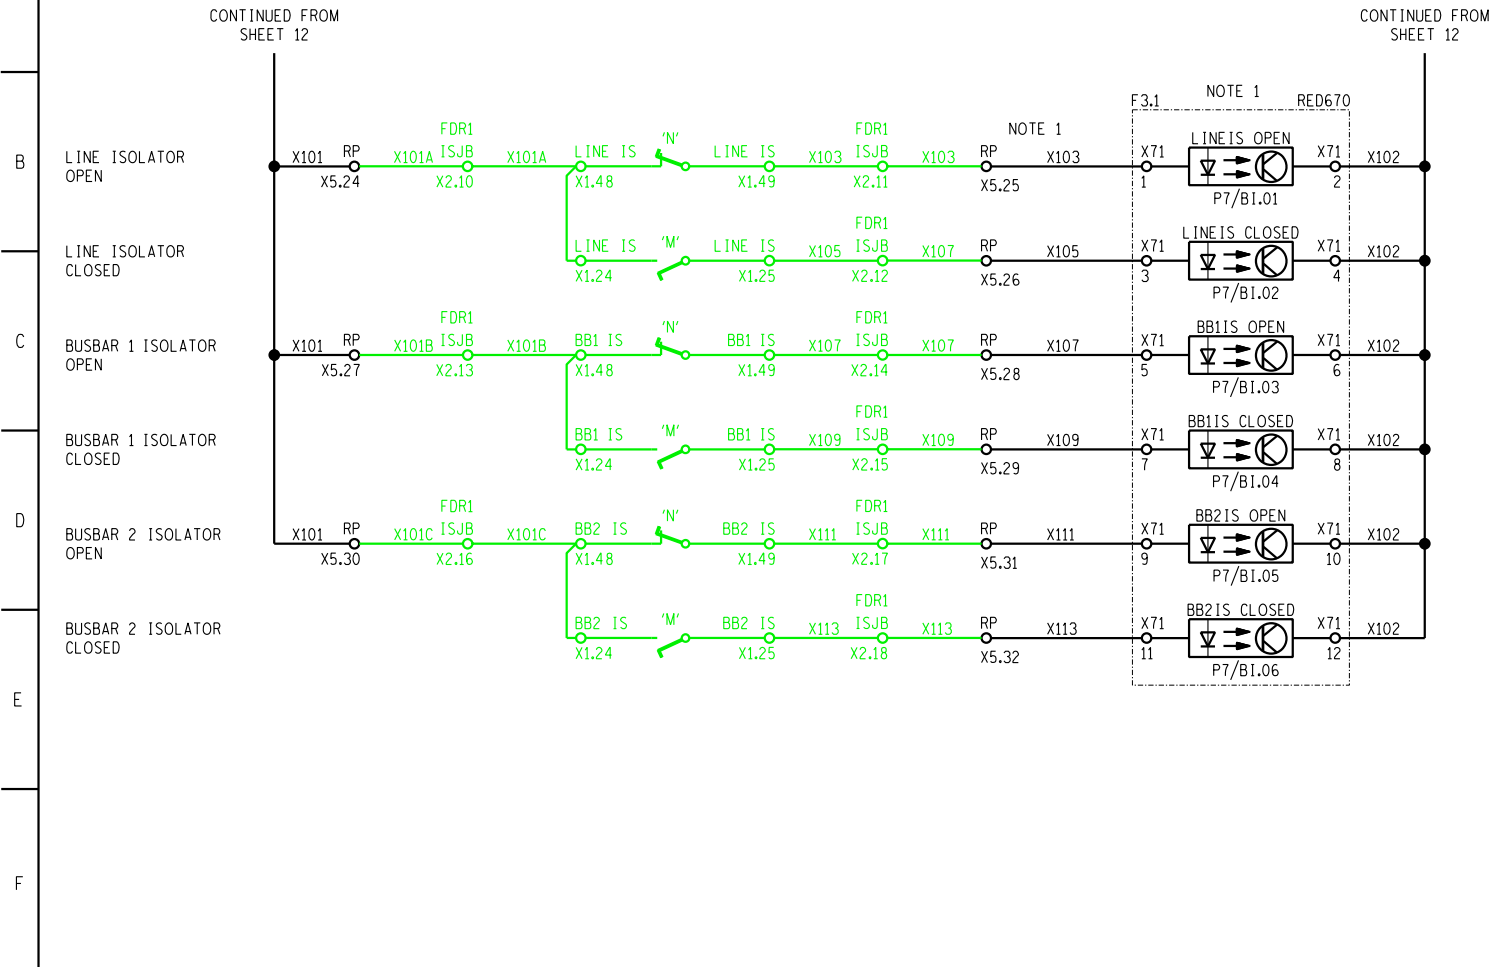 CONTINUED FROM
SHEET 12
CONTINUED FROM
SHEET 12
NOTE 1
F3.1
RED670
B
LINE ISOLATOR
OPEN
X101
RP
X5.24
X101A
FDR1
ISJB
X2.10
X101A
LINE IS
X1.48
'N'
LINE IS
X1.49
X103
FDR1
ISJB
X2.11
X103
NOTE 1
RP
X5.25
X103
X71
1
LINEIS OPEN
P7/BI.01
X71
2
X102
LINE ISOLATOR
CLOSED
LINE IS
X1.24
'M'
LINE IS
X1.25
X105
FDR1
ISJB
X2.12
X107
RP
X5.26
X105
X71
3
LINEIS CLOSED
P7/BI.02
X71
4
X102
C
BUSBAR 1 ISOLATOR
OPEN
X101
RP
X5.27
X101B
FDR1
ISJB
X2.13
X101B
BB1 IS
X1.48
'N'
BB1 IS
X1.49
X107
FDR1
ISJB
X2.14
X107
RP
X5.28
X107
X71
5
BB1IS OPEN
P7/BI.03
X71
6
X102
BUSBAR 1 ISOLATOR
CLOSED
BB1 IS
X1.24
'M'
BB1 IS
X1.25
X109
FDR1
ISJB
X2.15
X109
RP
X5.29
X109
X71
7
BB1IS CLOSED
P7/BI.04
X71
8
X102
D
BUSBAR 2 ISOLATOR
OPEN
X101
RP
X5.30
X101C
FDR1
ISJB
X2.16
X101C
BB2 IS
X1.48
'N'
BB2 IS
X1.49
X111
FDR1
ISJB
X2.17
X111
RP
X5.31
X111
X71
9
BB2IS OPEN
P7/BI.05
X71
10
X102
BUSBAR 2 ISOLATOR
CLOSED
BB2 IS
X1.24
'M'
BB2 IS
X1.25
X113
FDR1
ISJB
X2.18
X113
RP
X5.32
X113
X71
11
BB2IS CLOSED
P7/BI.06
X71
12
X102
E
F